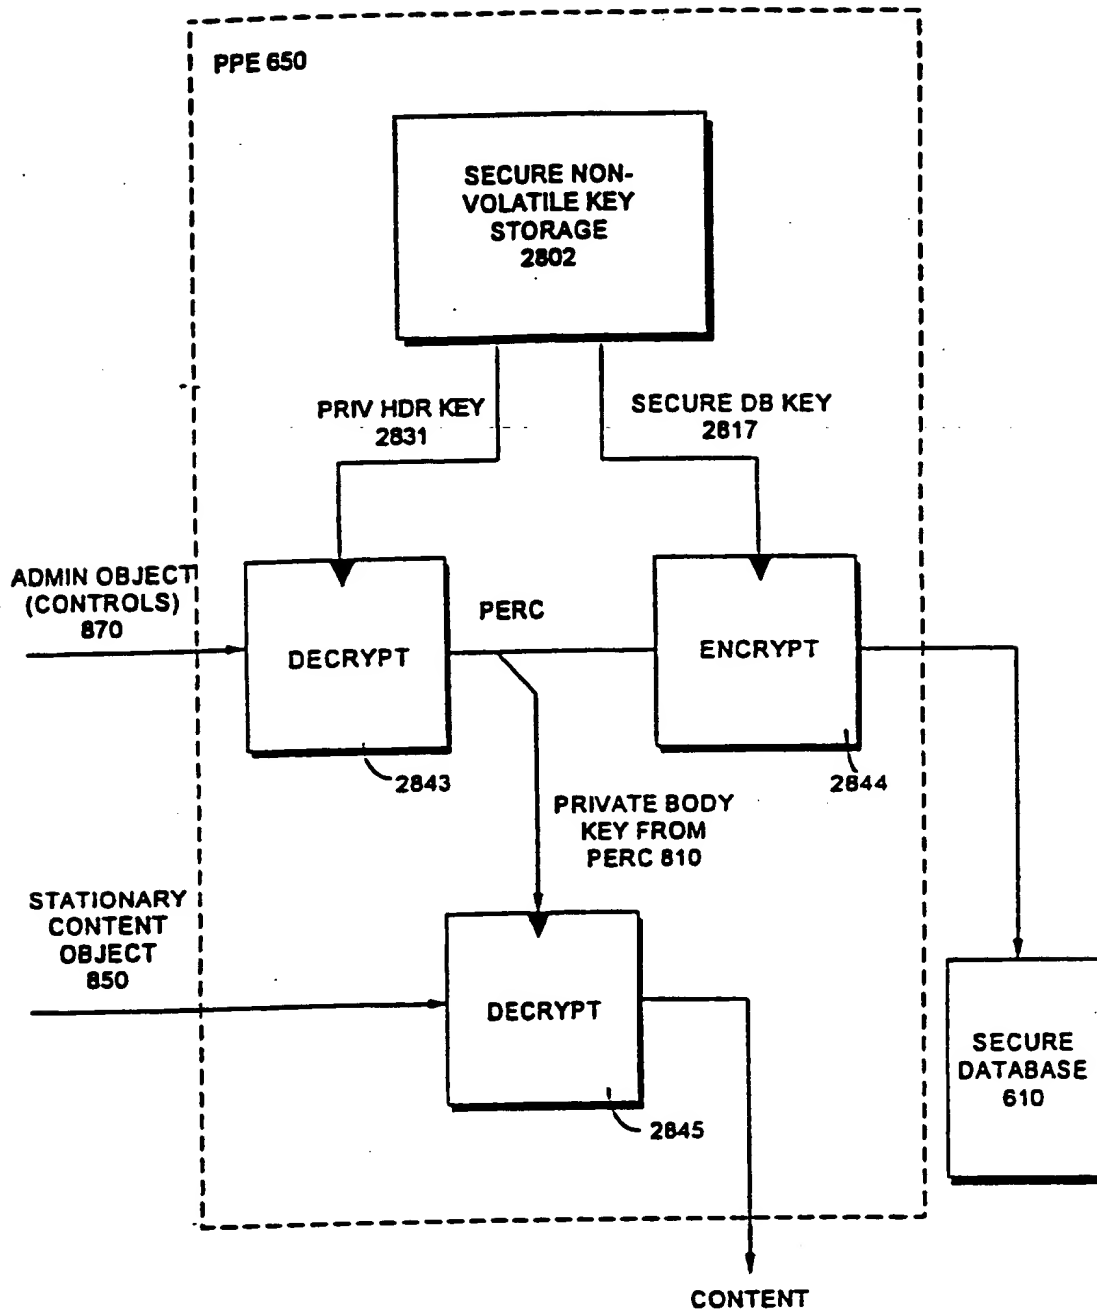 PPE 650
SECURE NON-
VOLATILE KEY
STORAGE
2802
PRIV HDR KEY
2831
SECURE DB KEY
2817
ADMIN OBJECT
(CONTROLS)
870
DECRYPT
PERC
ENCRYPT
2843
2844
PRIVATE BODY
KEY FROM
PERC 810
STATIONARY
CONTENT
OBJECT
850
DECRYPT
2845
SECURE
DATABASE
610
CONTENT